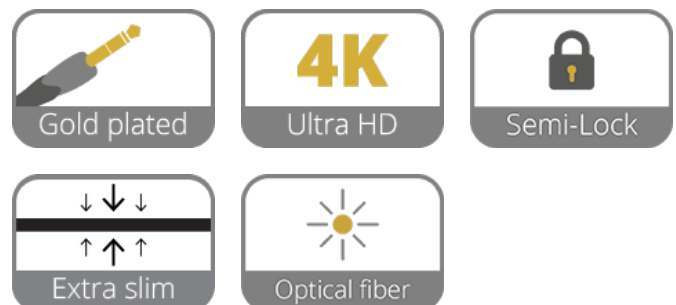 Gold plated
4K
Ultra HD
Semi-Lock
Extra slim
Optical fiber